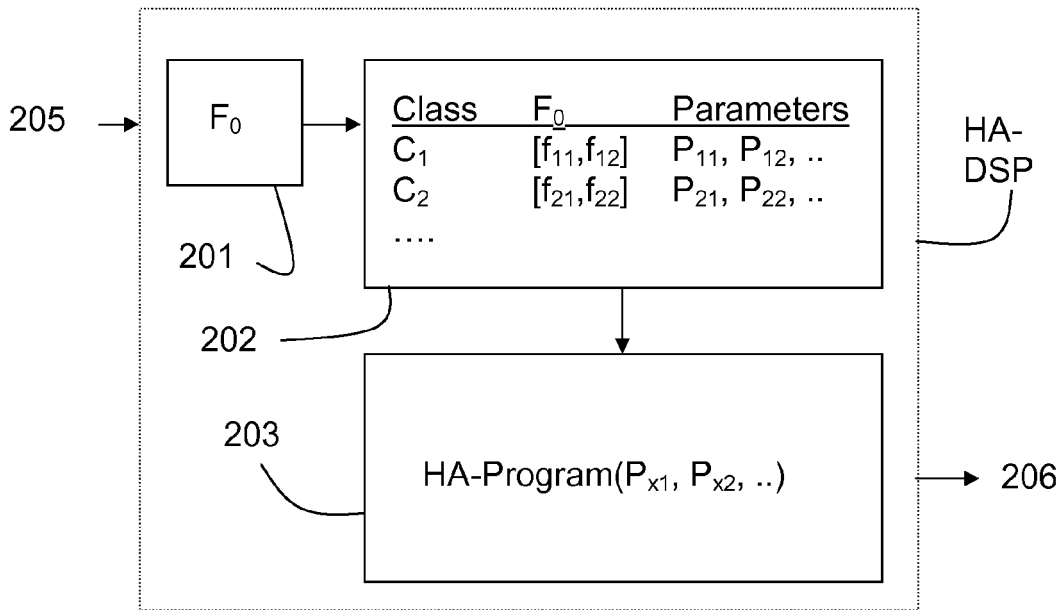 205
F₀
Class F₀ Parameters
C₁ [f₁₁,f₁₂] P₁₁, P₁₂, ..
C₂ [f₂₁,f₂₂] P₂₁, P₂₂, ..
....
HA-
DSP
201
202
203
HA-Program(Pₓ₁, Pₓ₂, ..)
206